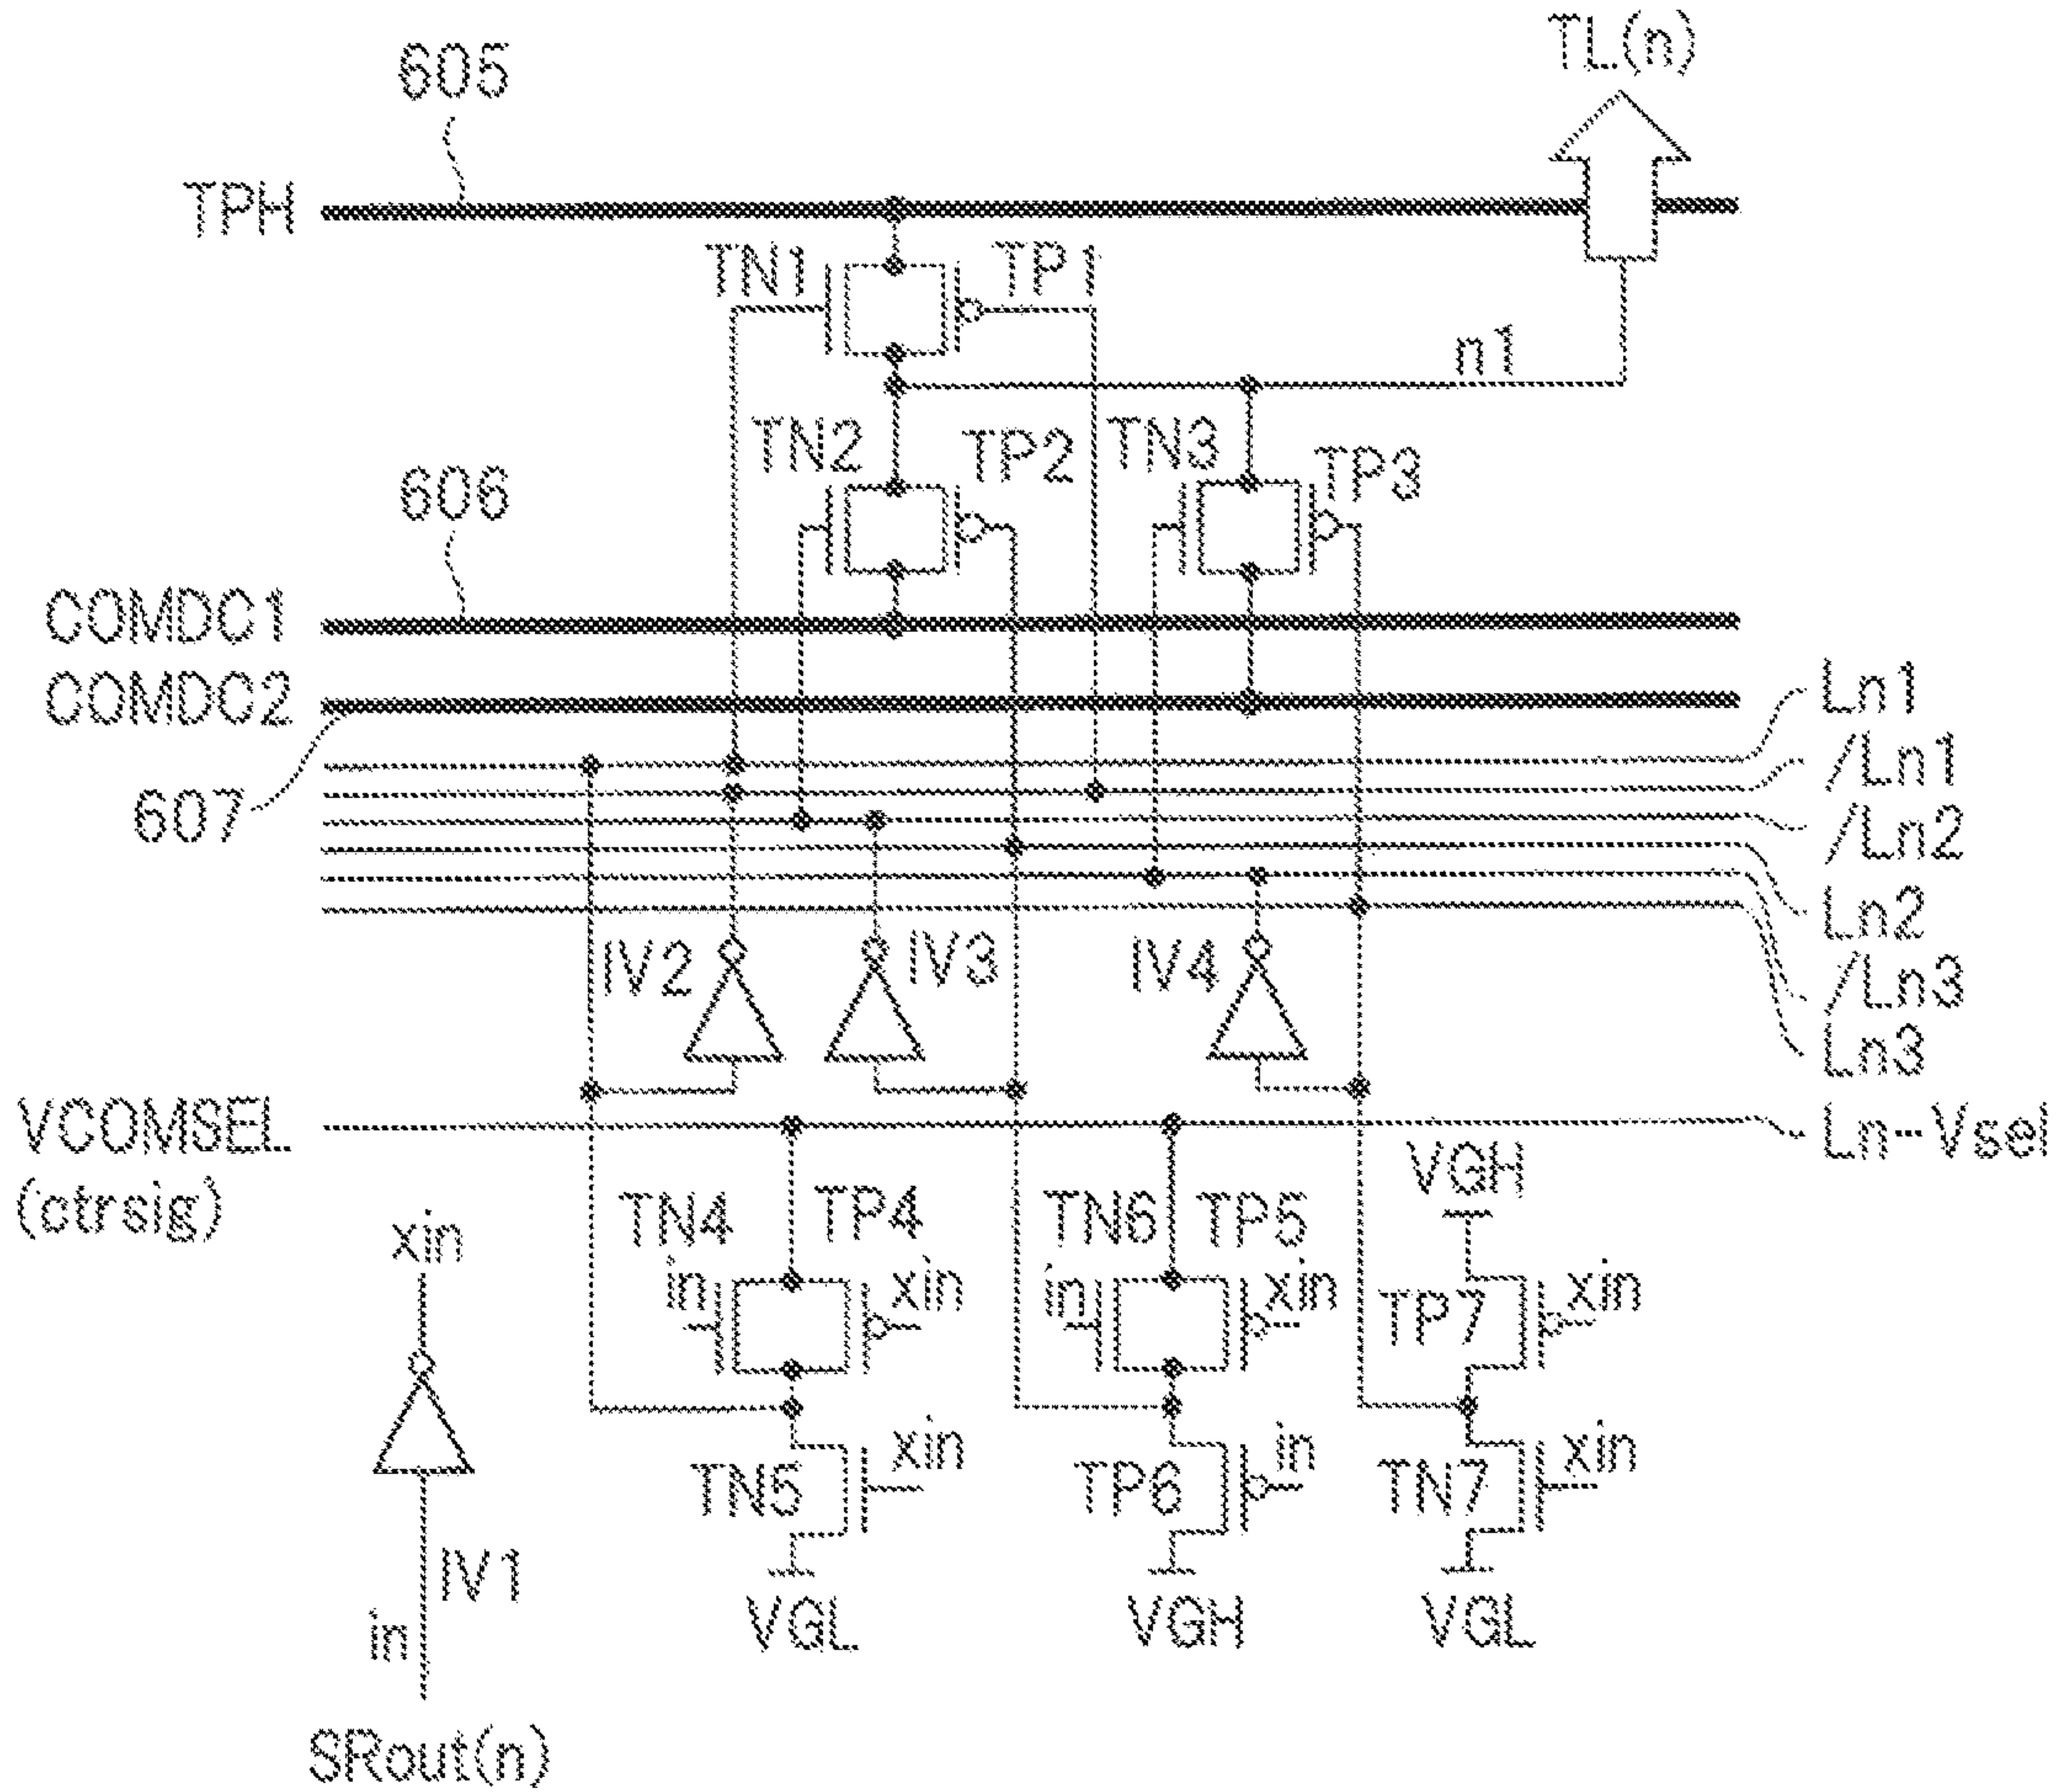 TL(n)
605
TPH
TN1
TP1
n1
TN2
TP2
TN3
TP3
606
COMDC1
COMDC2
607
Ln1
/Ln1
/Ln2
Ln2
/Ln3
Ln3
IV2
IV3
IV4
VCOMSEL
(ctrsig)
Ln-Vsel
VGH
TN4
TP4
TN6
TP5
xin
in
xin
in
xin
TP7
xin
xin
in
xin
TN5
TP6
TN7
IV1
in
VGL
VGH
VGL
SRout(n)